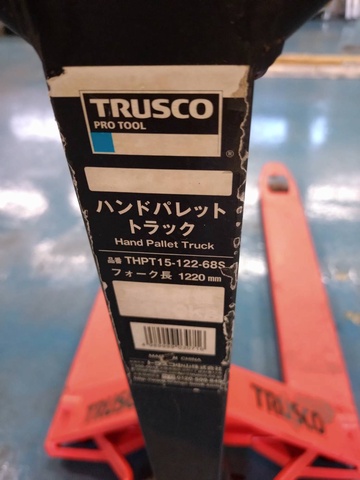 TRUSCO
PRO TOOL
®
ハンドパレット
トラック
Hand Pallet Truck
品番 THPT15-122-68S
フォーク長 1220mm
TRUSCO
TRUSCO